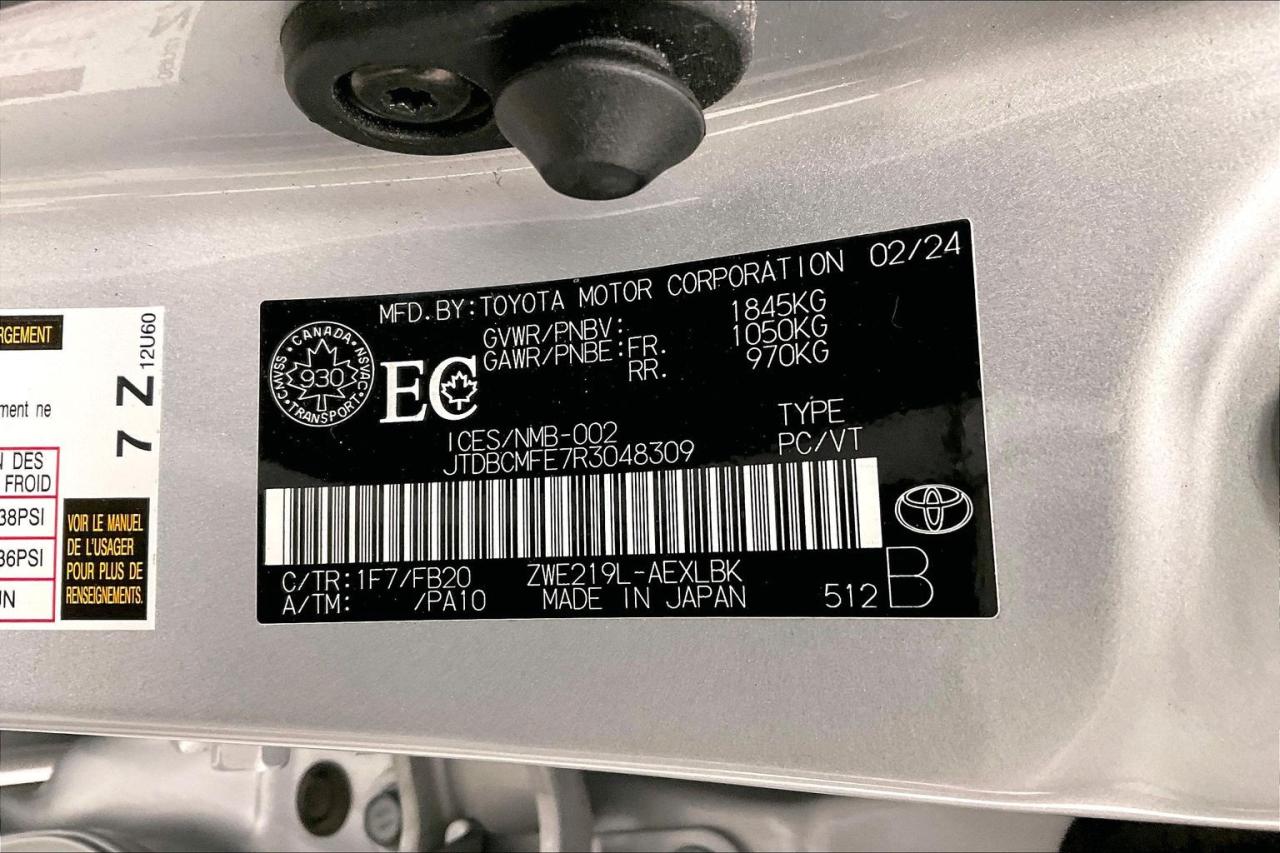 RGEMENT
ment ne
N DES
FROID
38PSI
36PSI
UN
7 Z 12U60
VOIR LE MANUEL
DE L'USAGER
POUR PLUS DE
RENSEIGNEMENTS.
MFD.BY:TOYOTA MOTOR CORPORATION 02/24
GVWR/PNBV: 1845KG
GAWR/PNBE:FR. 1050KG
RR. 970KG
CANADA
CMVSS NSVAC
930
TRANSPORT
EC
ICES/NMB-002 TYPE
JTDBCMFE7R3048309 PC/VT
C/TR:1F7/FB20 ZWE219L-AEXLBK
A/TM: /PA10 MADE IN JAPAN 512 B